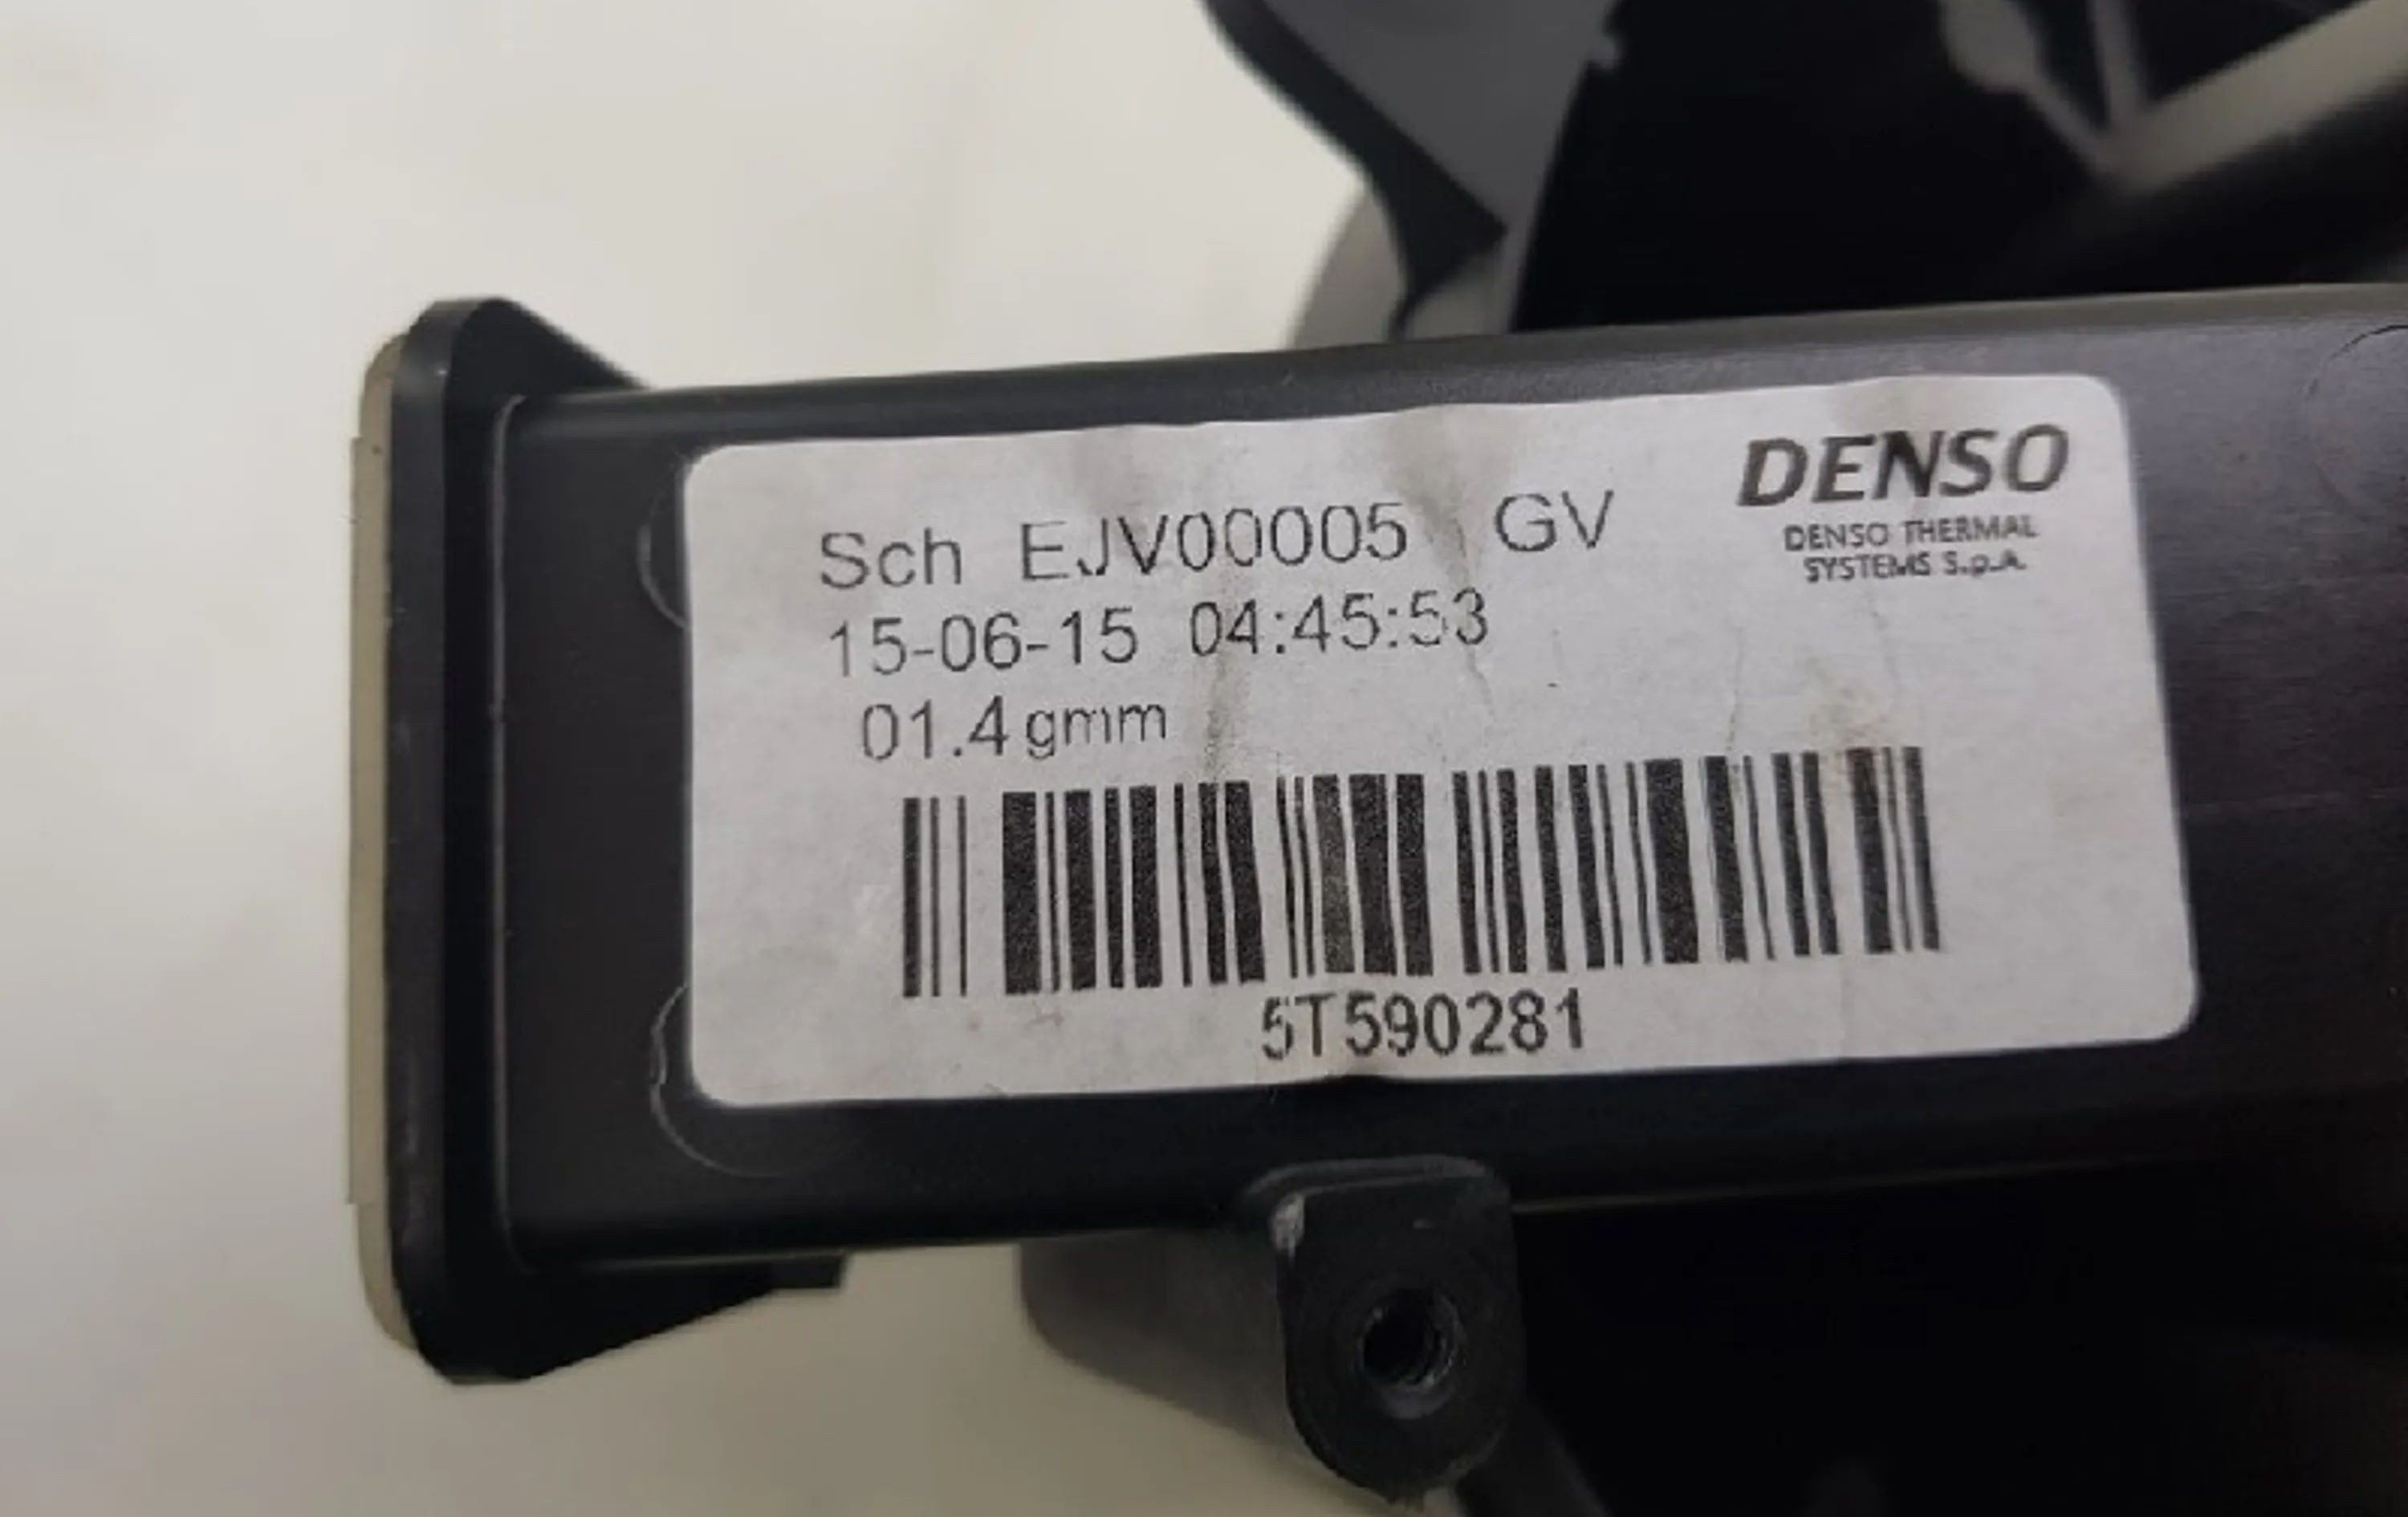 DENSO
DENSO THERMAL
SYSTEMS S.p.A.
Sch EJV00005 GV
15-06-15 04:45:53
01.4gmm
5T590281